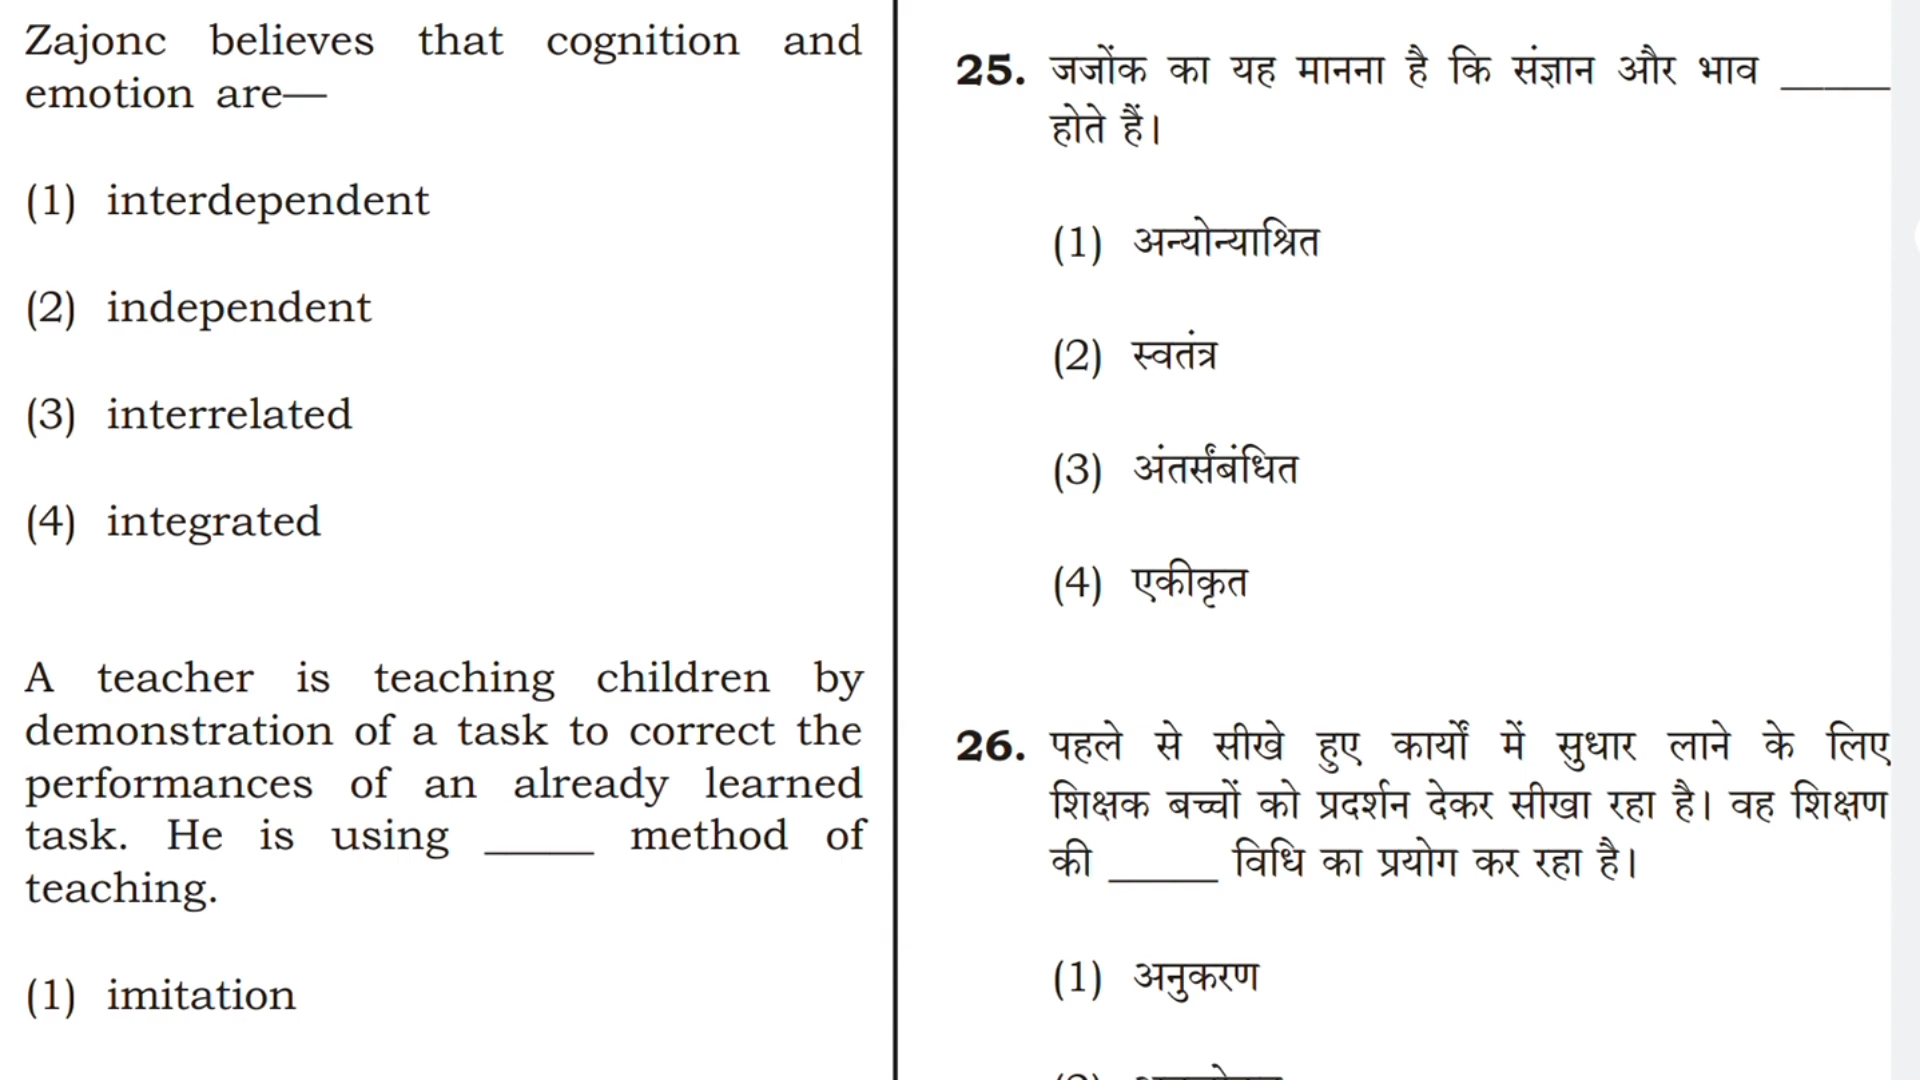 Zajonc believes that cognition and
emotion are—
(1) interdependent
(2) independent
(3) interrelated
(4) integrated
A teacher is teaching children by
demonstration of a task to correct the
performances of an already learned
task. He is using _____ method of
teaching.
(1) imitation
25. जजोंक का यह मानना है कि संज्ञान और भाव _____
होते हैं।
(1) अन्योन्याश्रित
(2) स्वतंत्र
(3) अंतर्संबंधित
(4) एकीकृत
26. पहले से सीखे हुए कार्यों में सुधार लाने के लिए
शिक्षक बच्चों को प्रदर्शन देकर सीखा रहा है। वह शिक्षण
की _____ विधि का प्रयोग कर रहा है।
(1) अनुकरण